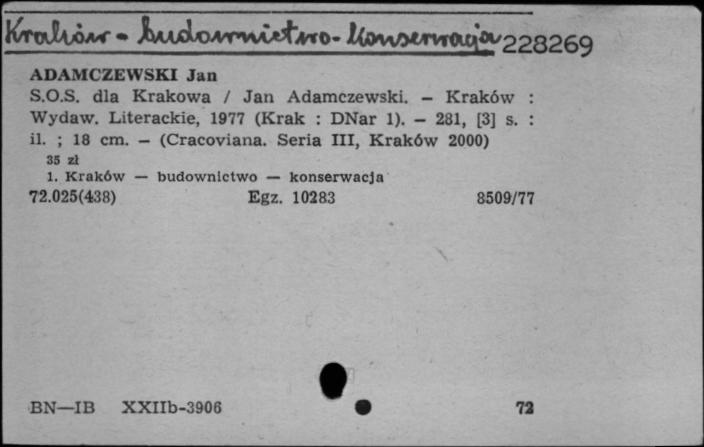 Kraków - budownictwo - konserwacja 228269
ADAMCZEWSKI Jan
S.O.S. dla Krakowa / Jan Adamczewski. — Kraków :
Wydaw. Literackie, 1977 (Krak : DNar 1). — 281, [3] s. :
il. ; 18 cm. — (Cracoviana. Seria III, Kraków 2000)
35 zł
1. Kraków — budownictwo — konserwacja
72.025(438) Egz. 10283 8509/77
BN—IB XXIIb-3906 72